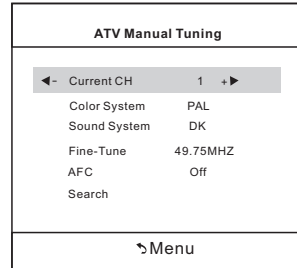 ATV Manual Tuning
◀- Current CH 1 +▶
Color System PAL
Sound System DK
Fine-Tune 49.75MHZ
AFC Off
Search
Menu